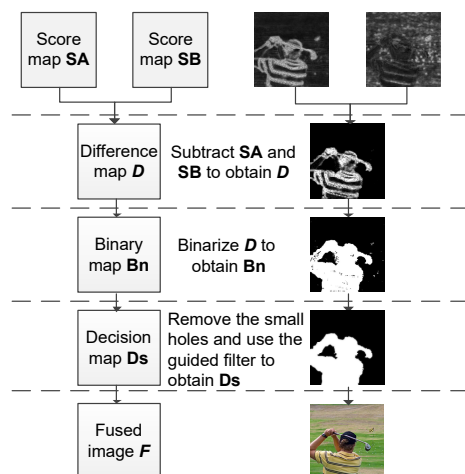 Score
map SA
Score
map SB
Difference
map D
Subtract SA and
SB to obtain D
Binary
map Bn
Binarize D to
obtain Bn
Decision
map Ds
Remove the small
holes and use the
guided filter to
obtain Ds
Fused
image F